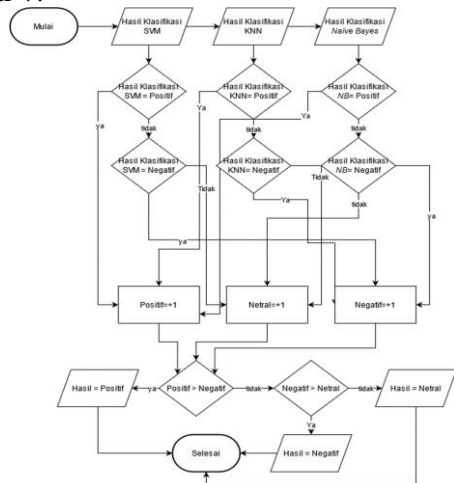 Mulai
Hasil Klasifikasi
SVM
Hasil Klasifikasi
KNN
Hasil Klasifikasi
Naïve Bayes
Hasil Klasifikasi
SVM = Positif
Hasil Klasifikasi
KNN= Positif
Hasil Klasifikasi
NB= Positif
ya
Ya
Ya
tidak
tidak
tidak
Hasil Klasifikasi
SVM = Negatif
Hasil Klasifikasi
KNN= Negatif
Hasil Klasifikasi
NB= Negatif
Tidak
Tidak
Ya
tidak
ya
ya
Positif=+1
Netral=+1
Negatif=+1
Hasil = Positif
ya
Positif > Negatif
tidak
Negatif > Netral
tidak
Hasil = Netral
Ya
Selesai
Hasil = Negatif